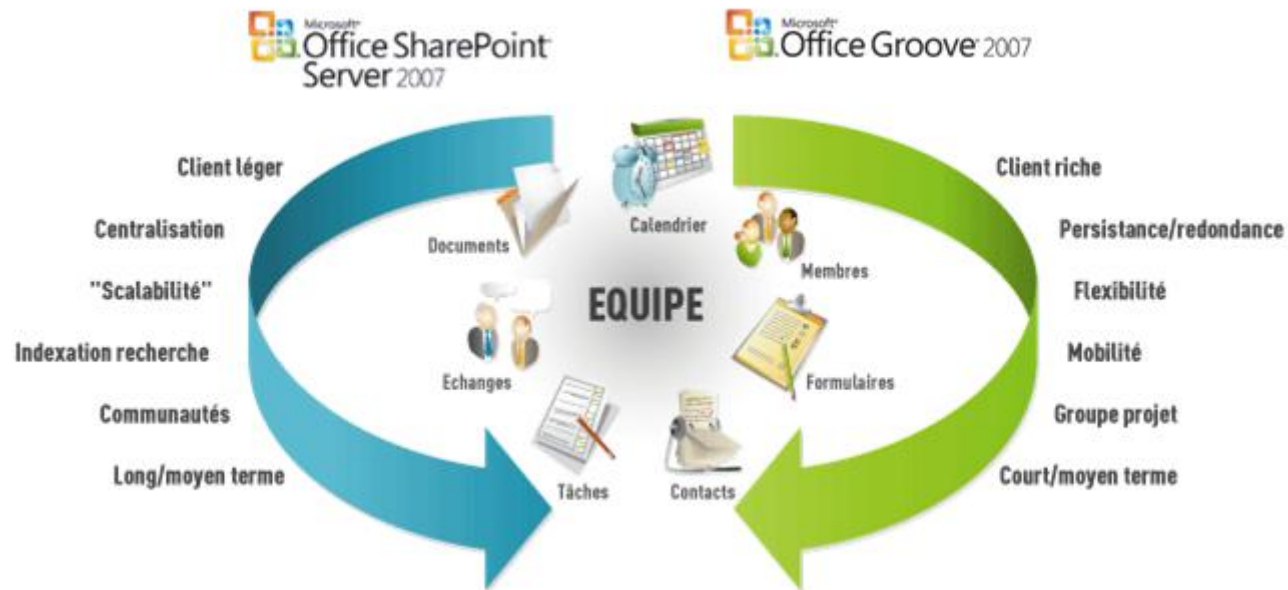 Microsoft
Office SharePoint
Server 2007
Microsoft
Office Groove 2007
Client léger
Centralisation
"Scalabilité"
Indexation recherche
Communautés
Long/moyen terme
Documents
Calendrier
Membres
EQUIPE
Echanges
Formulaires
Tâches
Contacts
Client riche
Persistance/redondance
Flexibilité
Mobilité
Groupe projet
Court/moyen terme